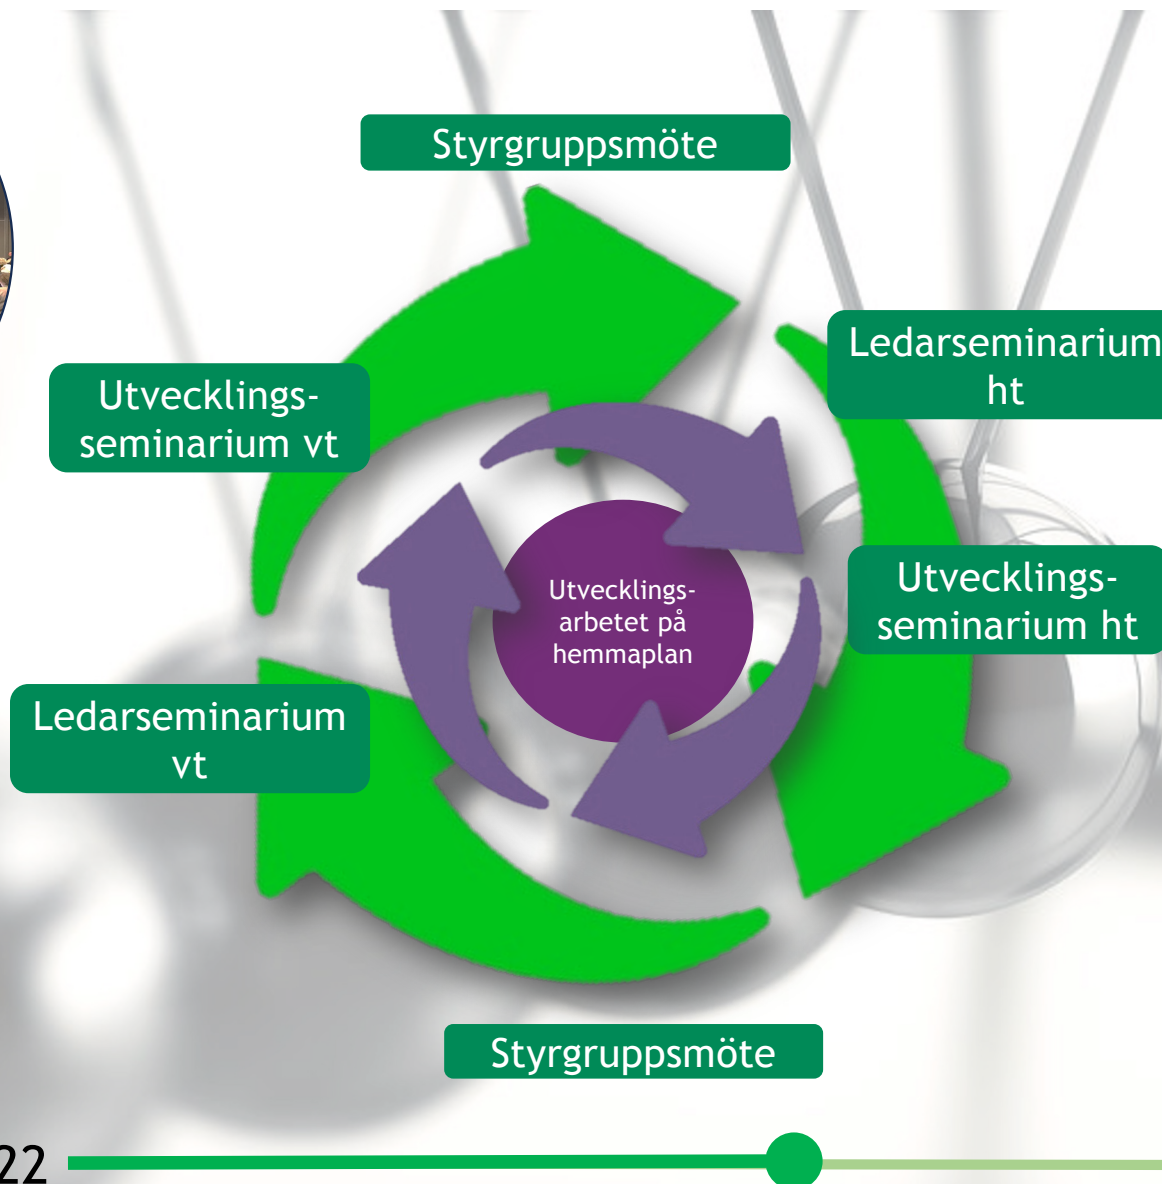 Styrgruppsmöte
Ledarseminarium
ht
Utvecklings-
seminarium vt
Utvecklings-
seminarium ht
Utvecklings-
arbetet på
hemmaplan
Ledarseminarium
vt
Styrgruppsmöte
22